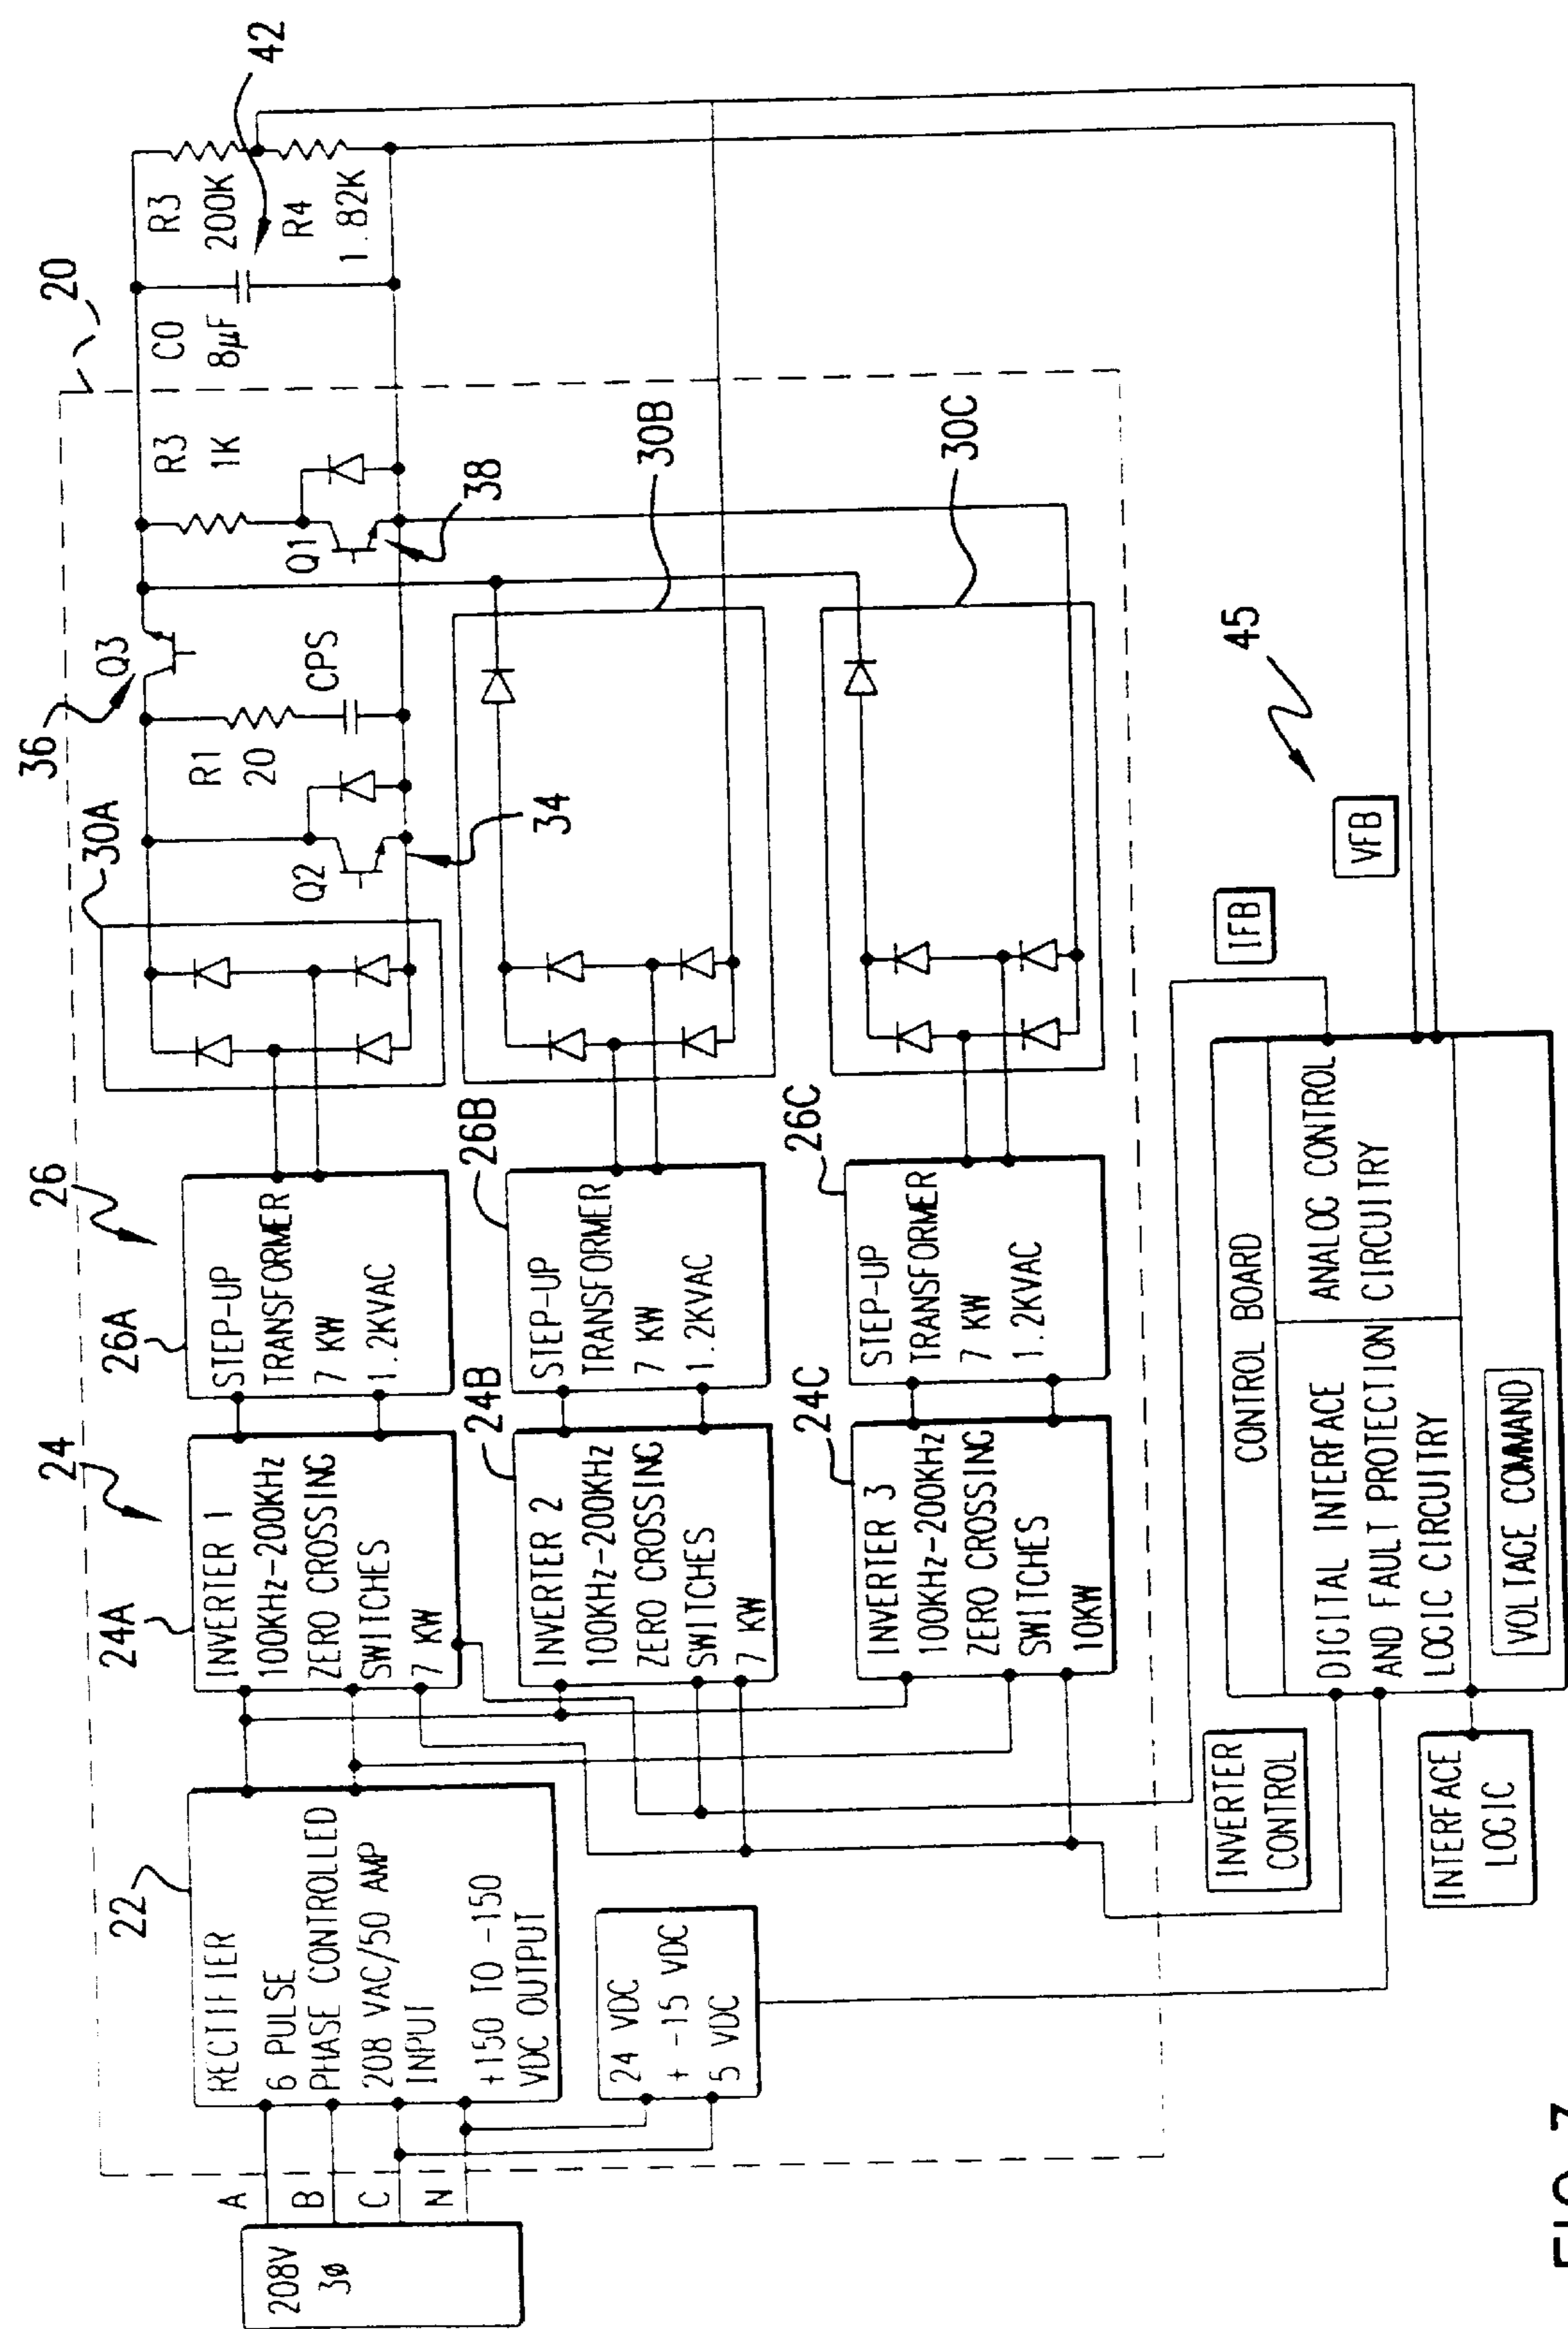 20
42
36
Q3
30A
R1
20
CPS
Q2
34
R3
1K
Q1
38
C0
8µF
R3
200K
R4
1.82K
30B
30C
26
26A
STEP-UP
TRANSFORMER
7 KW
1.2KVAC
26B
STEP-UP
TRANSFORMER
7 KW
1.2KVAC
26C
STEP-UP
TRANSFORMER
7 KW
1.2KVAC
24
24A
INVERTER 1
100KHz-200KHz
ZERO CROSSING
SWITCHES
7 KW
24B
INVERTER 2
100KHz-200KHz
ZERO CROSSING
SWITCHES
7 KW
24C
INVERTER 3
100KHz-200KHz
ZERO CROSSING
SWITCHES
10KW
22
RECTIFIER
6 PULSE
PHASE CONTROLLED
208 VAC/50 AMP
INPUT
+150 TO -150
VDC OUTPUT
24 VDC
+ -15 VDC
5 VDC
A
B
C
N
208V
3ø
45
VFB
IFB
INVERTER
CONTROL
CONTROL BOARD
DIGITAL INTERFACE
AND FAULT PROTECTION
LOGIC CIRCUITRY
ANALOG CONTROL
CIRCUITRY
VOLTAGE COMMAND
INTERFACE
LOGIC